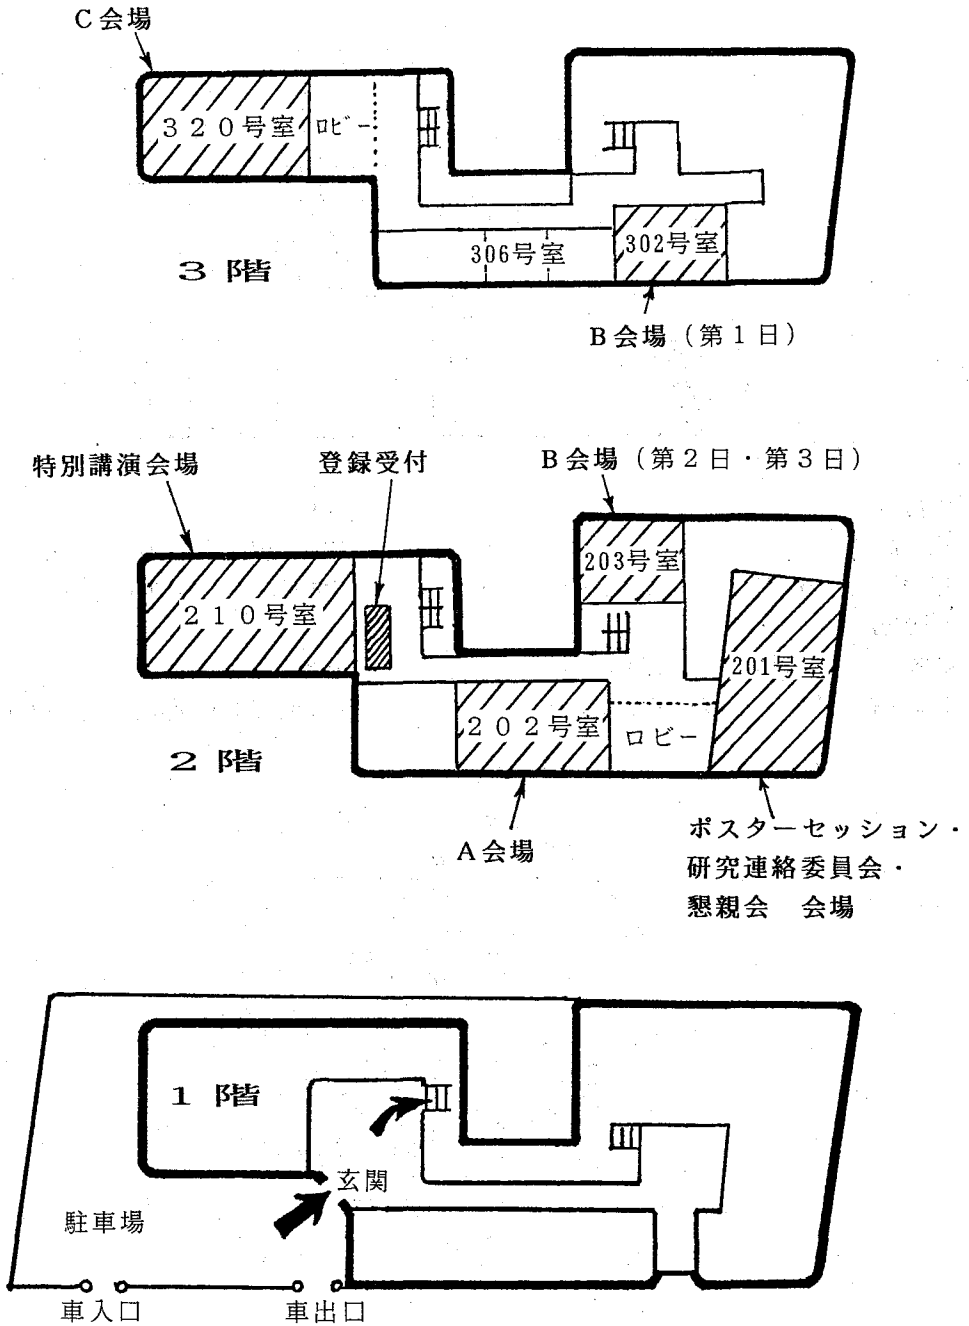 C会場
320号室
ロビー
306号室
302号室
3階
B会場(第1日)
特別講演会場
登録受付
B会場(第2日・第3日)
203号室
210号室
201号室
202号室
ロビー
2階
A会場
ポスターセッション・
研究連絡委員会・
懇親会 会場
1階
玄関
駐車場
車入口
車出口